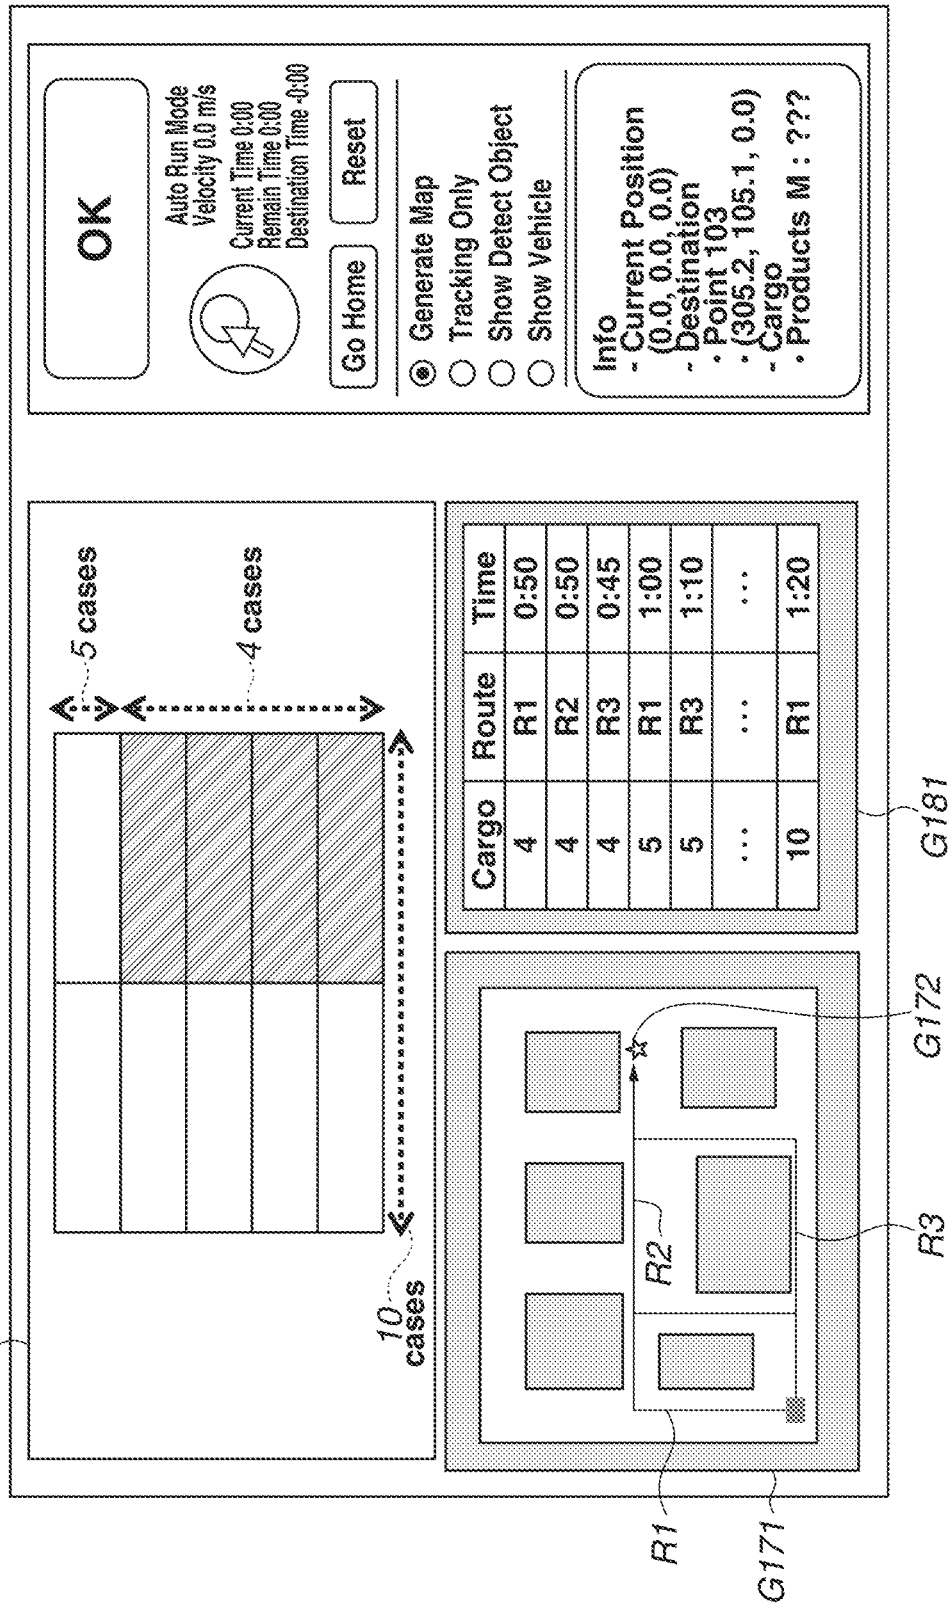 5 cases
4 cases
10
cases
OK
Auto Run Mode
Velocity 0.0 m/s
Current Time 0:00
Remain Time 0:00
Destination Time -0:00
Go Home
Reset
Generate Map
Tracking Only
Show Detect Object
Show Vehicle
Info
- Current Position
(0.0, 0.0, 0.0)
- Destination
・Point 103
・(305.2, 105.1, 0.0)
- Cargo
・Products M : ???
R1
R2
R3
G171
G172
Cargo Route Time
4 R1 0:50
4 R2 0:50
4 R3 0:45
5 R1 1:00
5 R3 1:10
... ... ...
10 R1 1:20
G181